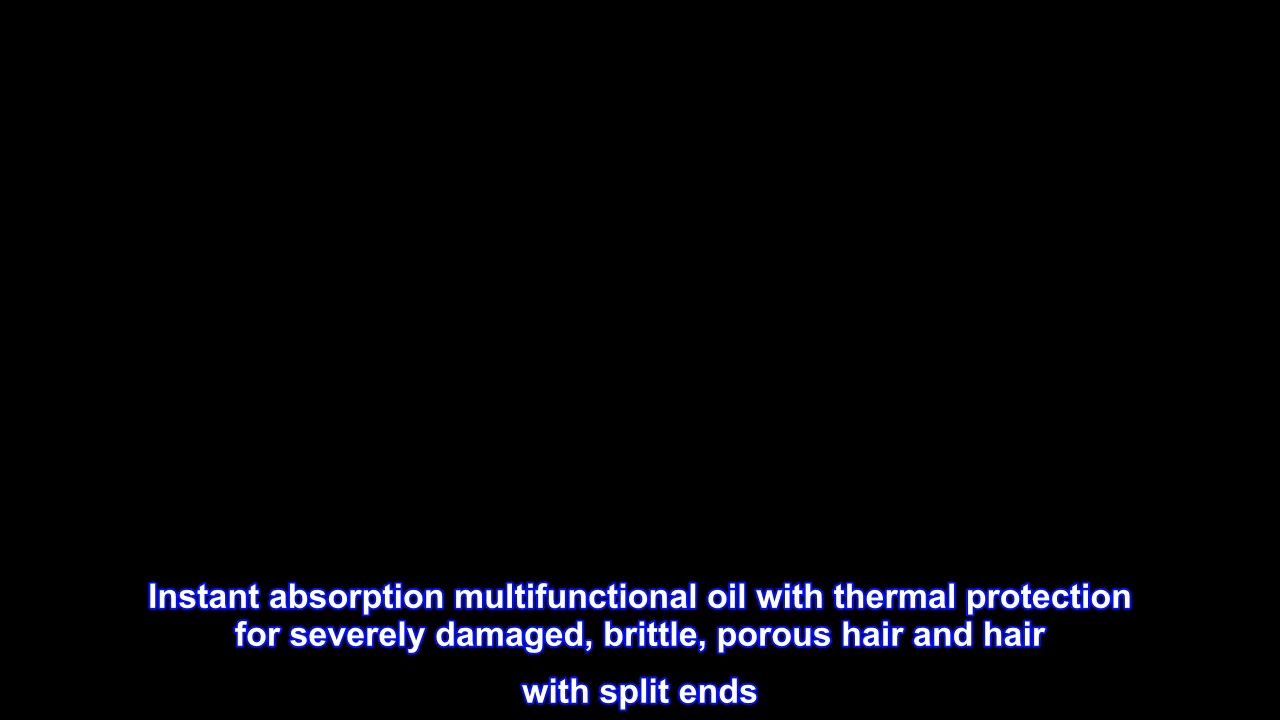 Instant absorption multifunctional oil with thermal protection
for severely damaged, brittle, porous hair and hair
with split ends